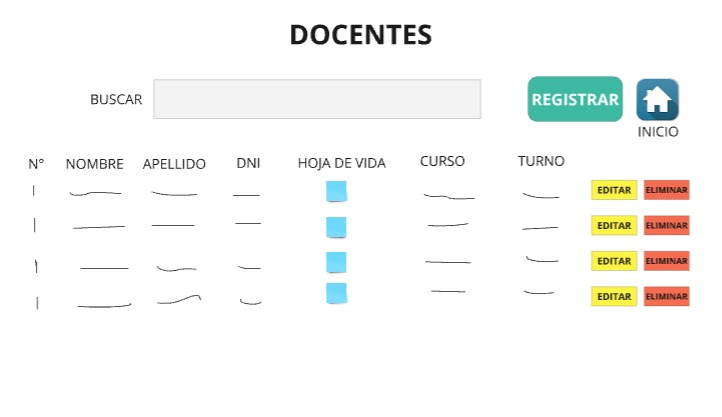 DOCENTES
BUSCAR
REGISTRAR
INICIO
N° NOMBRE APELLIDO DNI HOJA DE VIDA CURSO TURNO
EDITAR ELIMINAR
EDITAR ELIMINAR
EDITAR ELIMINAR
EDITAR ELIMINAR